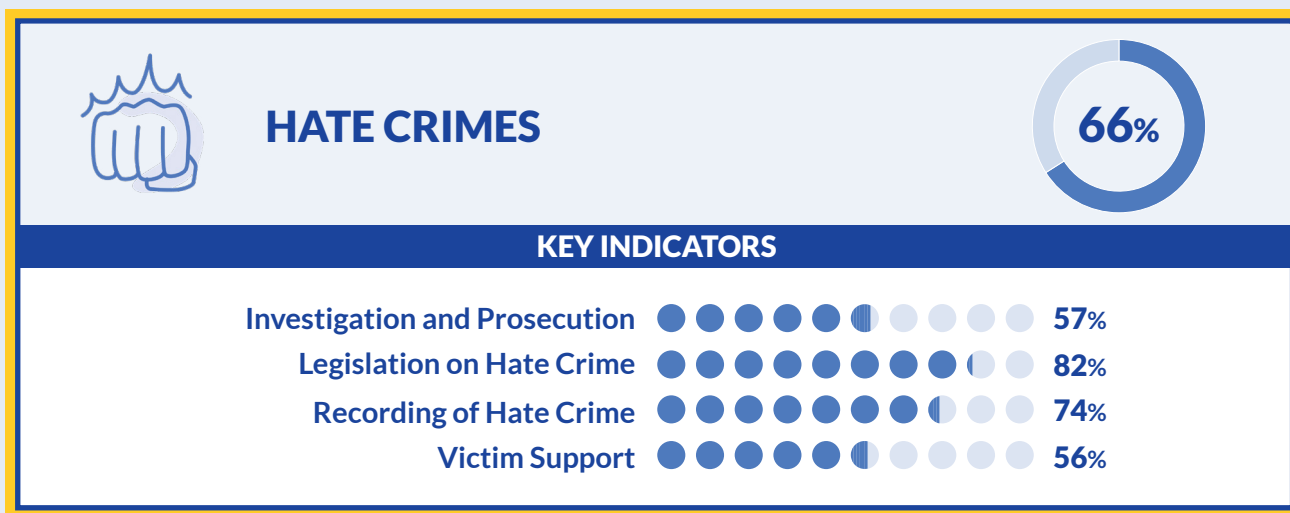 HATE CRIMES
66%
KEY INDICATORS
Investigation and Prosecution 57%
Legislation on Hate Crime 82%
Recording of Hate Crime 74%
Victim Support 56%